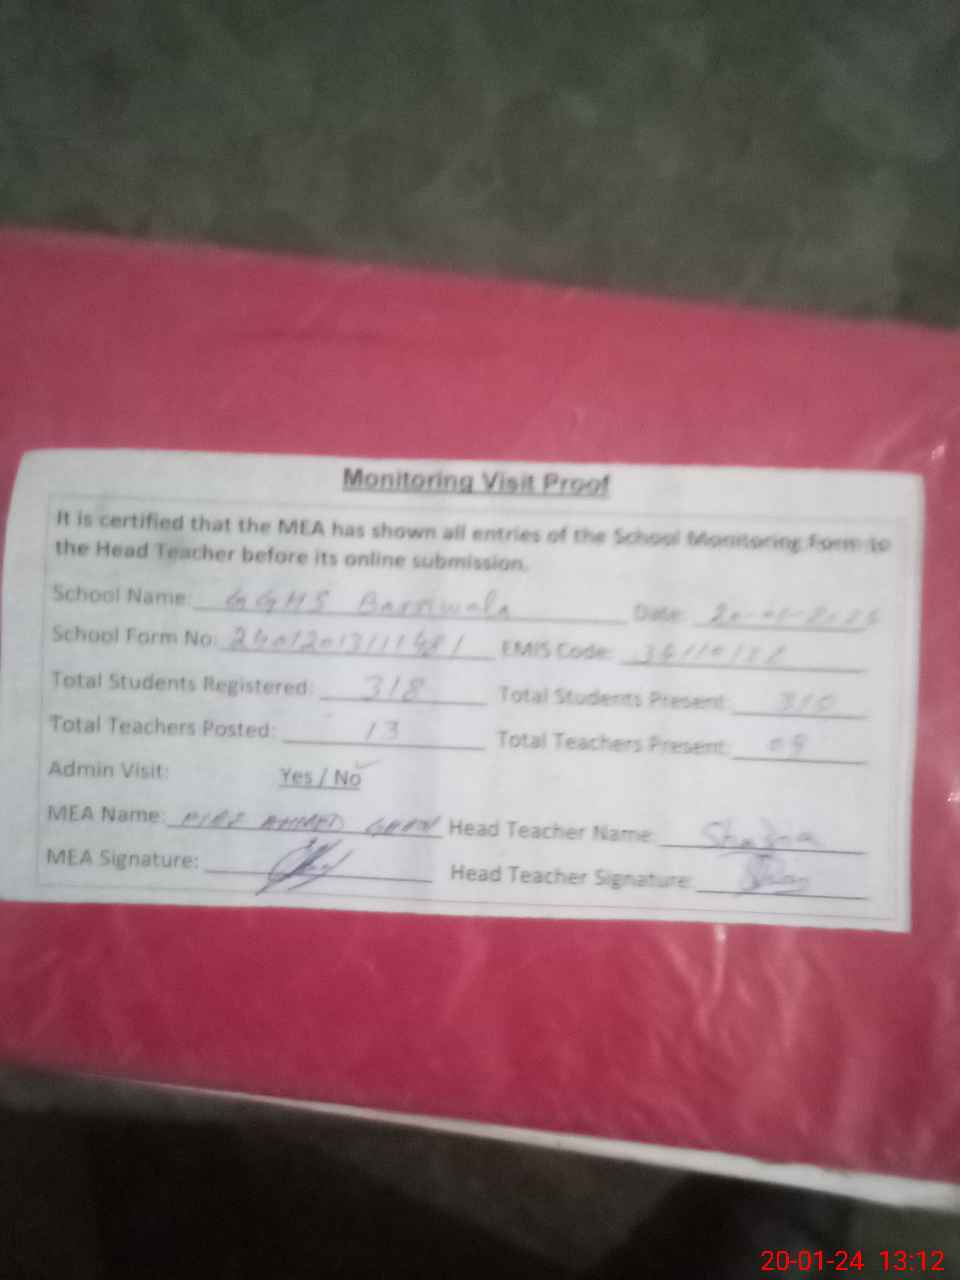 Monitoring Visit Proof
It is certified that the MEA has shown all entries of the School Monitoring Form to
the Head Teacher before its online submission.
School Name: GGHS Date:
School Form No: EMIS Code:
Total Students Registered: 318 Total Students Present: 310
Total Teachers Posted: 13 Total Teachers Present: 09
Admin Visit: Yes / No
MEA Name: AHMED Head Teacher Name:
MEA Signature: Head Teacher Signature:
20-01-24 13:12